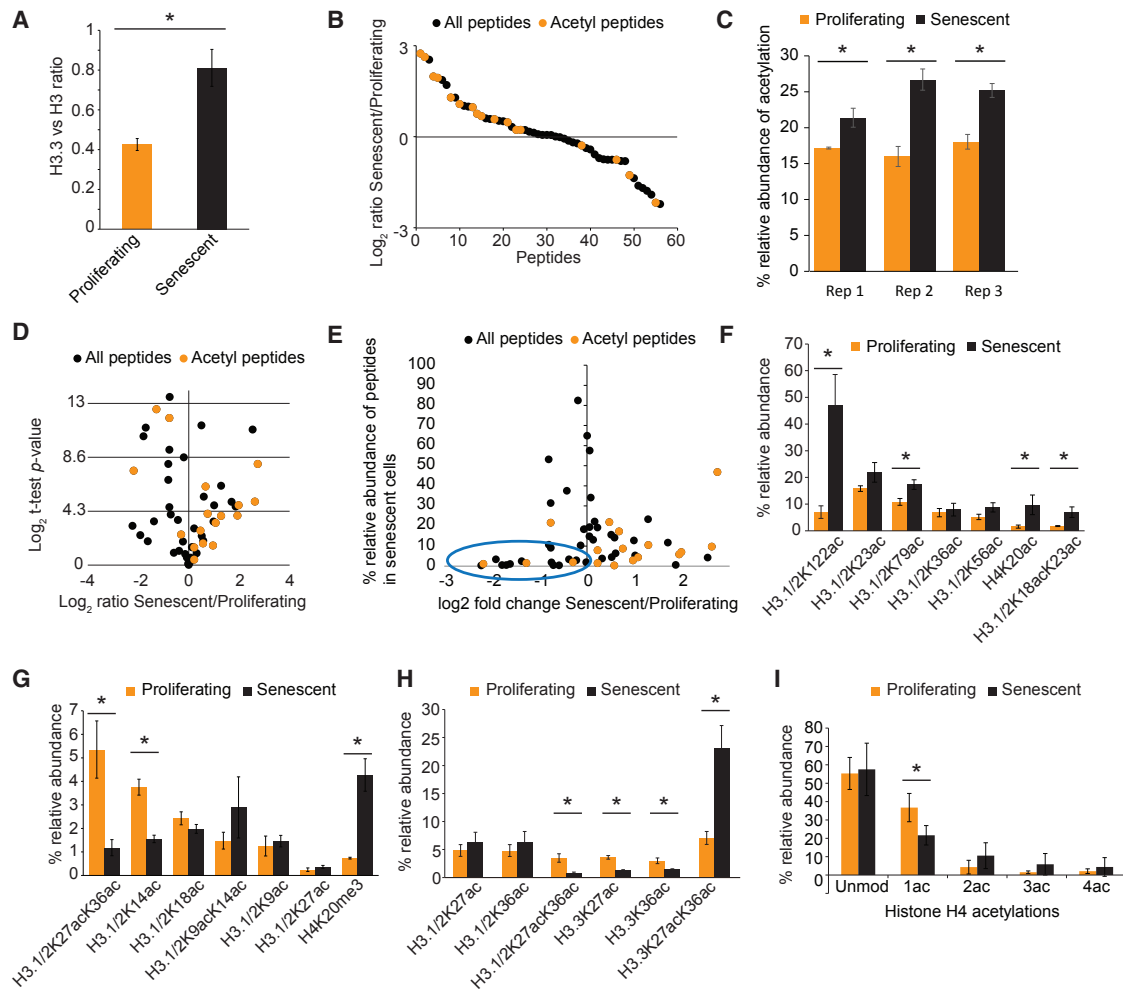 A
*
H3.3 vs H3 ratio
1
0.8
0.6
0.4
0.2
0
Proliferating
Senescent
B
All peptides
Acetyl peptides
Log2 ratio Senescent/Proliferating
3
0
-3
0 10 20 30 40 50 60
Peptides
C
Proliferating
Senescent
% relative abundance of acetylation
30
25
20
15
10
5
0
* * *
Rep 1 Rep 2 Rep 3
D
All peptides
Acetyl peptides
Log2 t-test p-value
13
8.6
4.3
0
-4 -2 0 2 4
Log2 ratio Senescent/Proliferating
E
All peptides
Acetyl peptides
% relative abundance of peptides
in senescent cells
100
90
80
70
60
50
40
30
20
10
0
-3 -2 -1 0 1 2 3
log2 fold change Senescent/Proliferating
F
Proliferating
Senescent
% relative abundance
70
60
50
40
30
20
10
0
* * * *
H3.1/2K122ac
H3.1/2K23ac
H3.1/2K79ac
H3.1/2K36ac
H3.1/2K56ac
H4K20ac
H3.1/2K18acK23ac
G
Proliferating
Senescent
% relative abundance
7
6
5
4
3
2
1
0
* * *
H3.1/2K27acK36ac
H3.1/2K14ac
H3.1/2K18ac
H3.1/2K9acK14ac
H3.1/2K9ac
H3.1/2K27ac
H4K20me3
H
Proliferating
Senescent
% relative abundance
30
25
20
15
10
5
0
* * * *
H3.1/2K27ac
H3.1/2K36ac
H3.1/2K27acK36ac
H3.3K27ac
H3.3K36ac
H3.3K27acK36ac
I
Proliferating
Senescent
% relative abundance
80
70
60
50
40
30
20
10
0
*
Unmod 1ac 2ac 3ac 4ac
Histone H4 acetylations